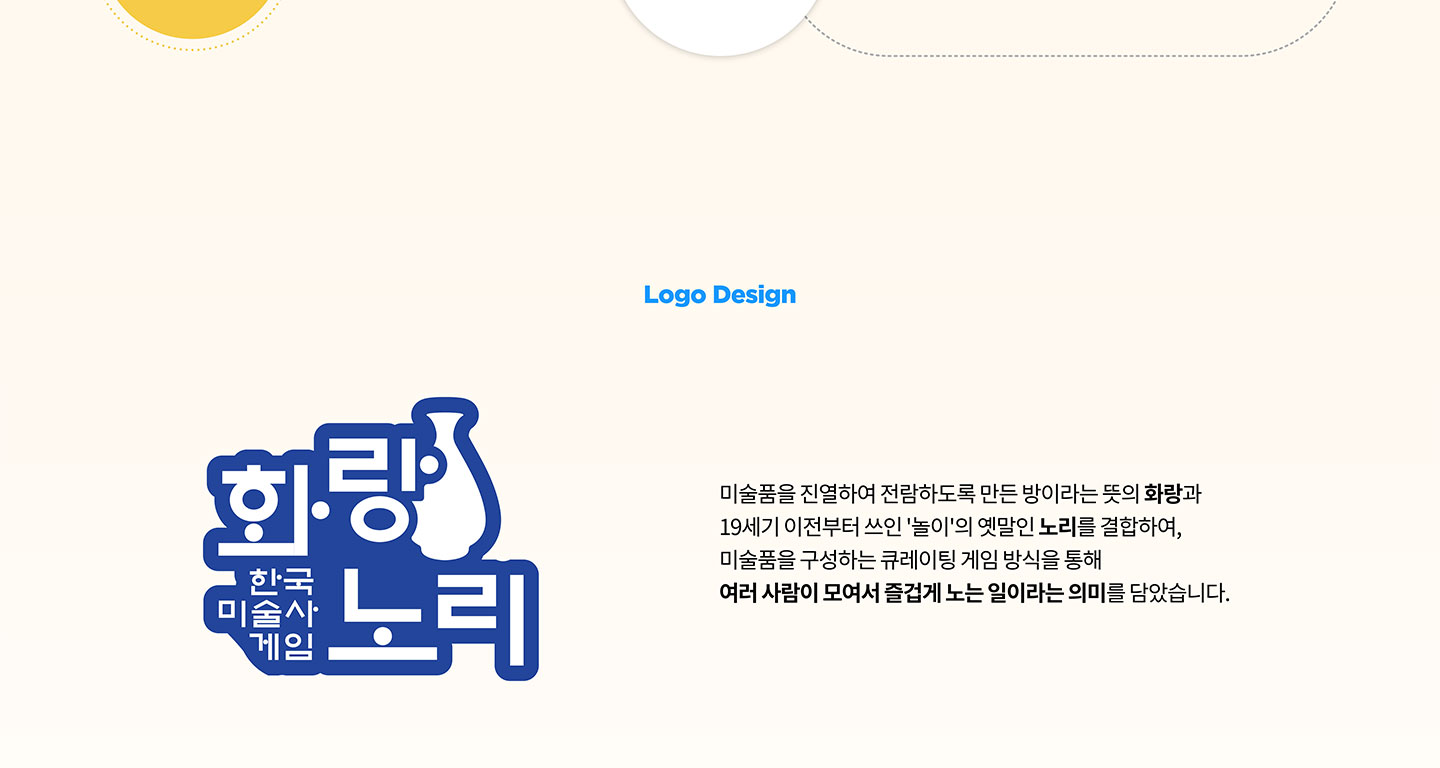 Logo Design
화랑
노리
한국
미술사
게임
미술품을 진열하여 전람하도록 만든 방이라는 뜻의 화랑과
19세기 이전부터 쓰인 '놀이'의 옛말인 노리를 결합하여,
미술품을 구성하는 큐레이팅 게임 방식을 통해
여러 사람이 모여서 즐겁게 노는 일이라는 의미를 담았습니다.